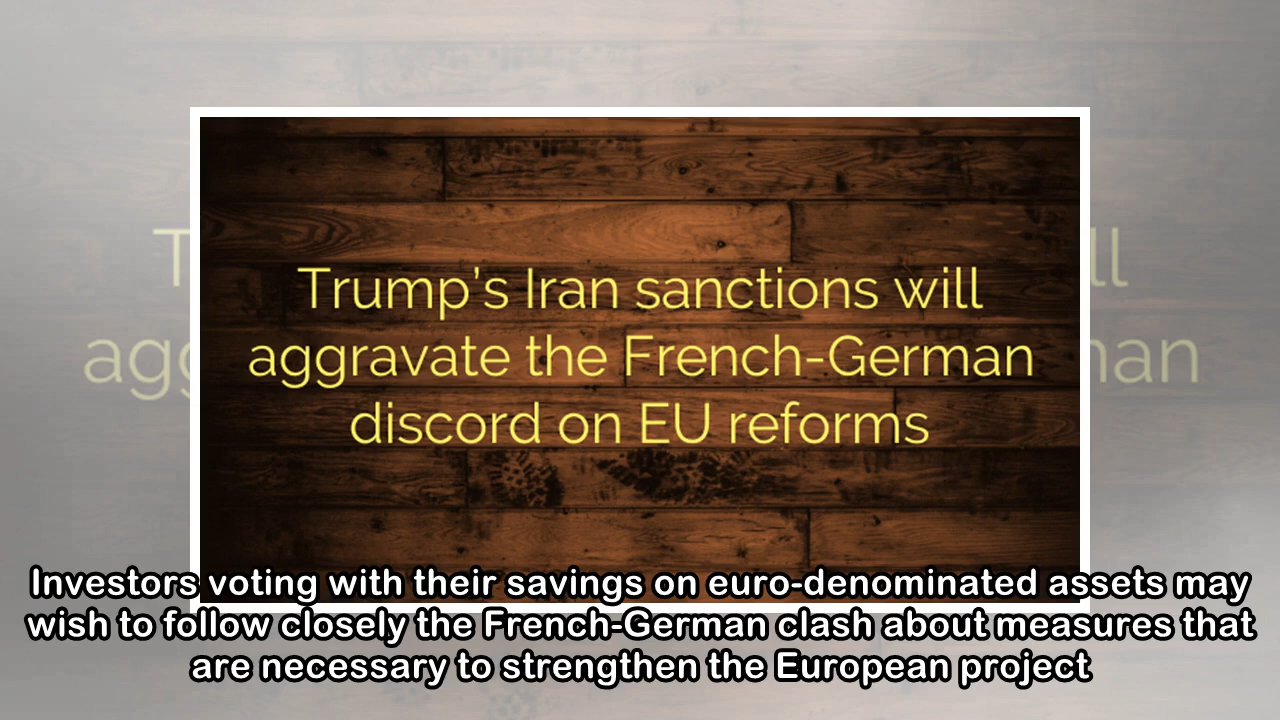 Trump's Iran sanctions will
aggravate the French-German
discord on EU reforms
Investors voting with their savings on euro-denominated assets may
wish to follow closely the French-German clash about measures that
are necessary to strengthen the European project